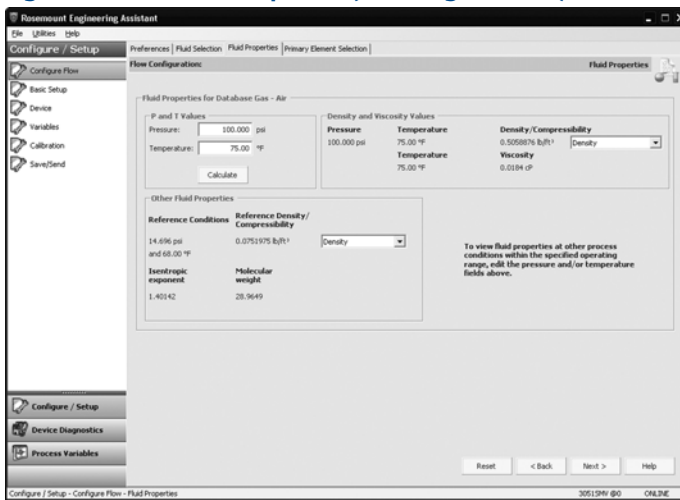 Rosemount Engineering Assistant
File Utilities Help
Configure / Setup
Preferences | Fluid Selection | Fluid Properties | Primary Element Selection |
Configure Flow
Basic Setup
Device
Variables
Calibration
Save/Send
Flow Configuration:
Fluid Properties
Fluid Properties for Database Gas - Air
P and T Values
Pressure: 100.000 psi
Temperature: 75.00 °F
Calculate
Density and Viscosity Values
Pressure Temperature Density/Compressibility
100.000 psi 75.00 °F 0.5058876 lb/ft³ Density
Temperature Viscosity
75.00 °F 0.0184 cP
Other Fluid Properties
Reference Conditions Reference Density/
Compressibility
14.696 psi 0.0751975 lb/ft³ Density
and 68.00 °F
Isentropic Molecular
exponent weight
1.40142 28.9649
To view fluid properties at other process
conditions within the specified operating
range, edit the pressure and/or temperature
fields above.
Configure / Setup
Device Diagnostics
Process Variables
Reset < Back Next > Help
Configure / Setup - Configure Flow - Fluid Properties 3051SMV @0 ONLINE